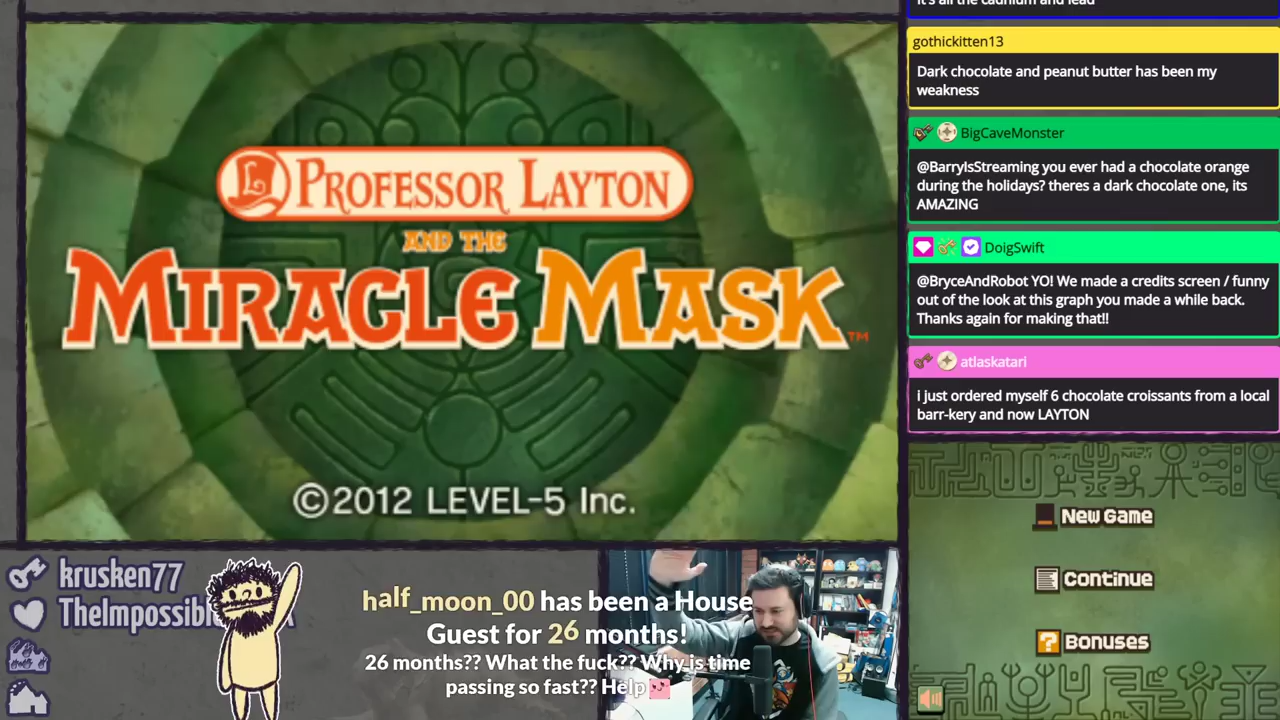 PROFESSOR LAYTON
AND THE
MIRACLE MASK™
©2012 LEVEL-5 Inc.
it's all the cadmium and lead
gothickitten13
Dark chocolate and peanut butter has been my
weakness
BigCaveMonster
@BarryIsStreaming you ever had a chocolate orange
during the holidays? theres a dark chocolate one, its
AMAZING
DoigSwift
@BryceAndRobot YO! We made a credits screen / funny
out of the look at this graph you made a while back.
Thanks again for making that!!
atlaskatari
i just ordered myself 6 chocolate croissants from a local
barr-kery and now LAYTON
New Game
Continue
Bonuses
krusken77
half_moon_00 has been a House
Guest for 26 months!
26 months?? What the fuck?? Why is time
passing so fast?? Help